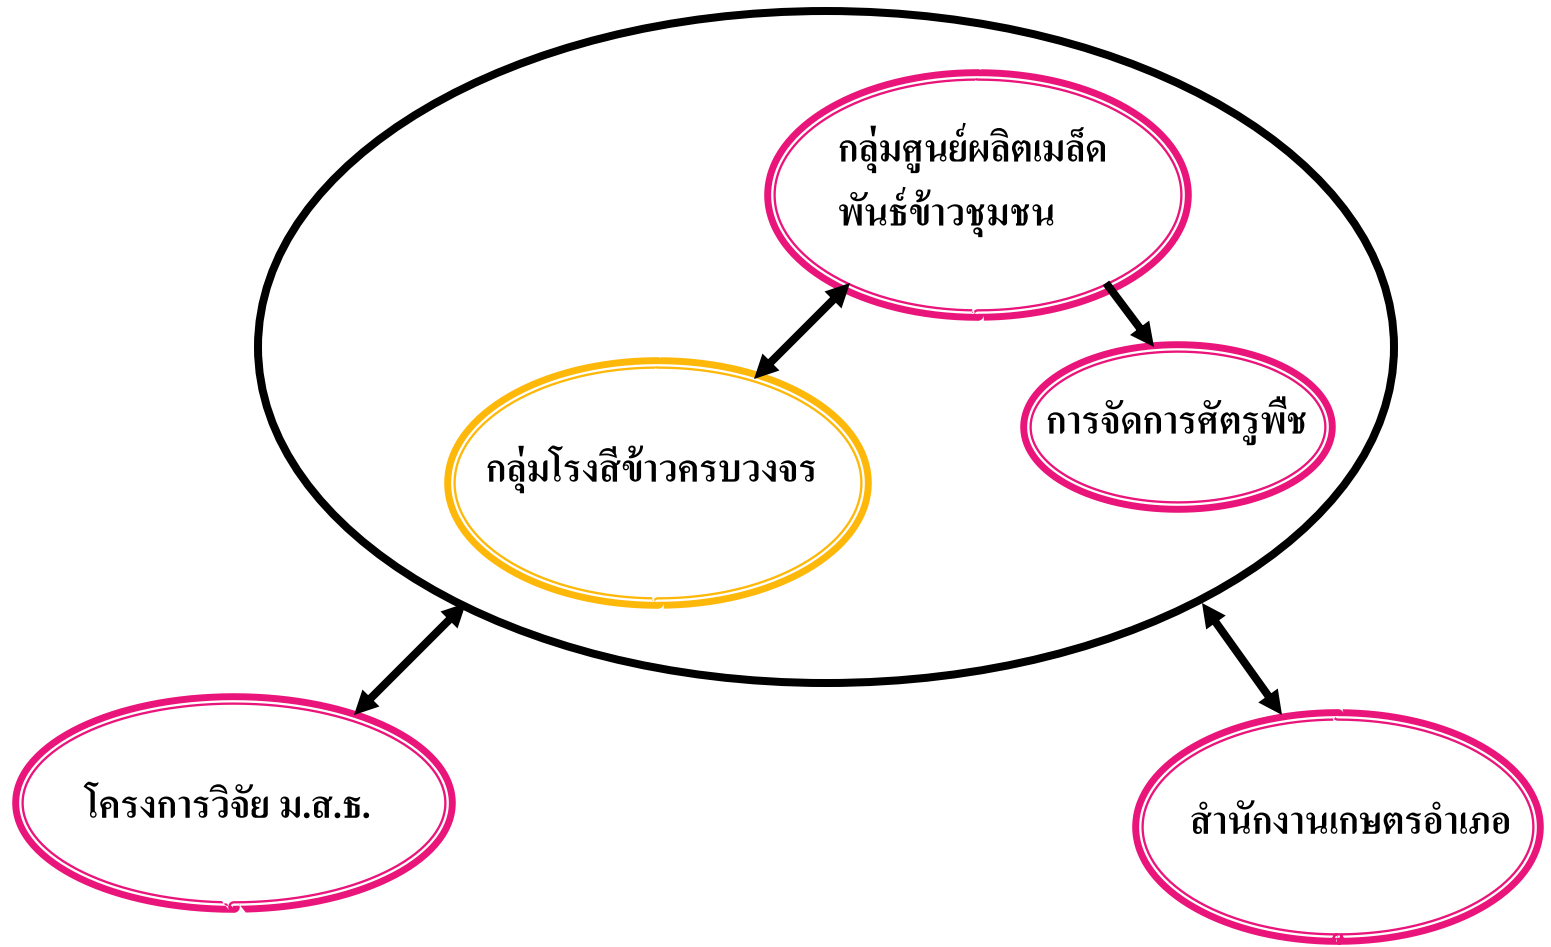 กลุ่มศูนย์ผลิตเมล็ด
พันธ์ข้าวชุมชน
การจัดการศัตรูพืช
กลุ่มโรงสีข้าวครบวงจร
โครงการวิจัย ม.ส.ธ.
สำนักงานเกษตรอำเภอ